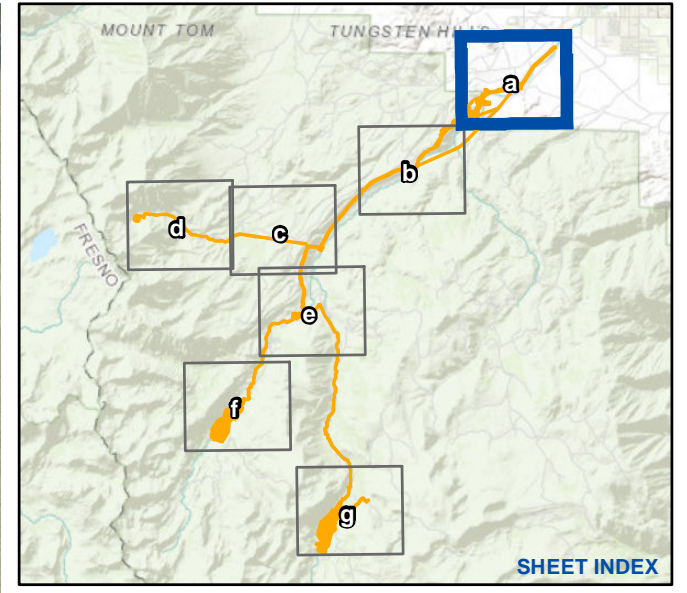 MOUNT TOM
TUNGSTEN HILLS
a
b
d
c
FRESNO
e
f
g
SHEET INDEX